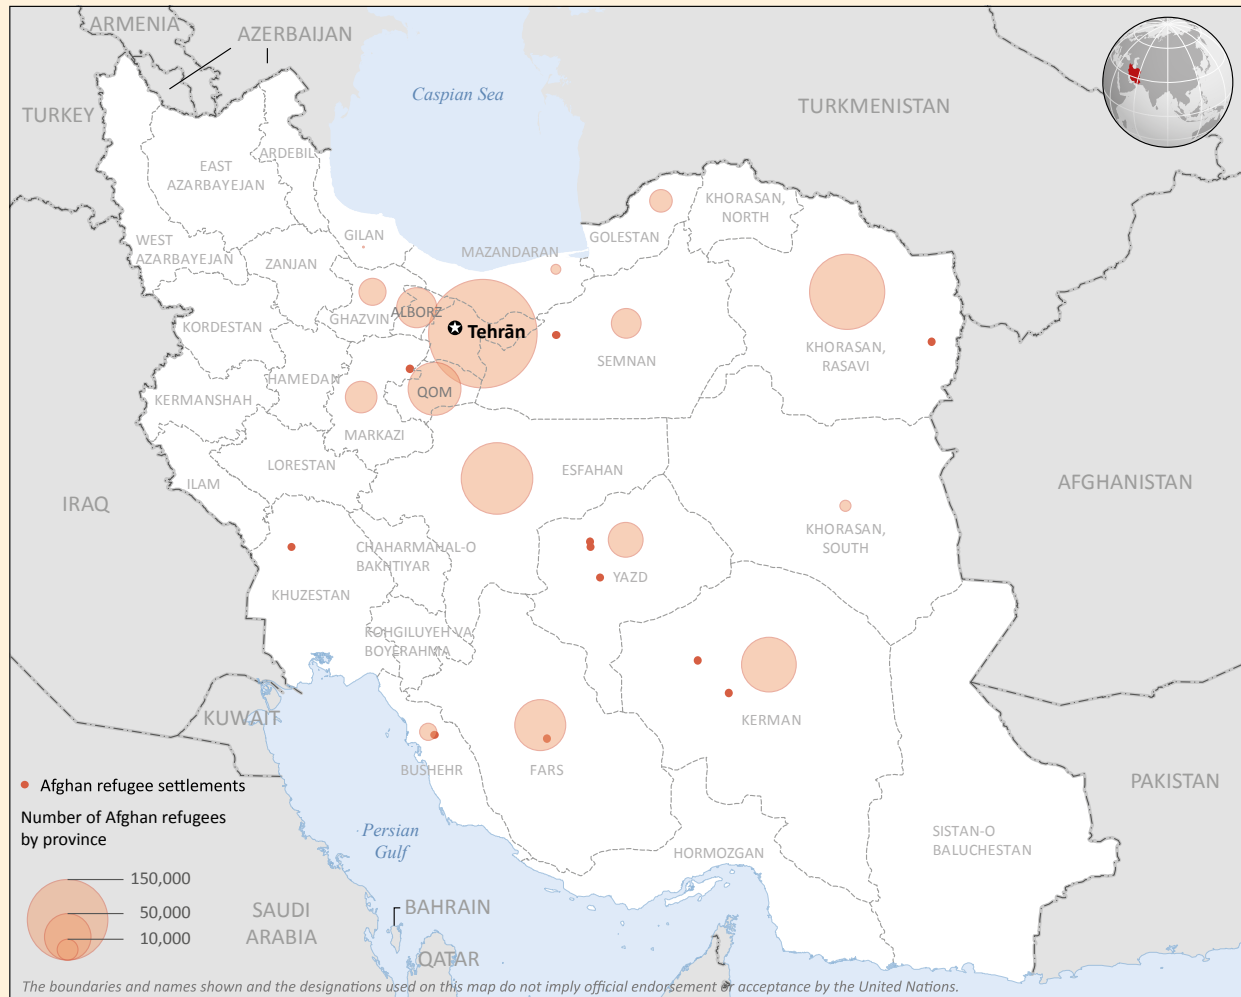 ARMENIA
AZERBAIJAN
TURKEY
Caspian Sea
TURKMENISTAN
ARDEBIL
EAST
AZARBAYEJAN
KHORASAN,
NORTH
GILAN
GOLESTAN
WEST
AZARBAYEJAN
MAZANDARAN
ZANJAN
ALBORZ
GHAZVIN
KORDESTAN
Tehrān
SEMNAN
KHORASAN,
RASAVI
HAMEDAN
QOM
KERMANSHAH
MARKAZI
LORESTAN
ESFAHAN
ILAM
IRAQ
AFGHANISTAN
KHORASAN,
SOUTH
CHAHARMAHAL-O
BAKHTIYAR
YAZD
KHUZESTAN
KOHGILUYEH-VA
BOYERAHMA
KUWAIT
KERMAN
BUSHEHR
FARS
PAKISTAN
Persian
Gulf
SISTAN-O
BALUCHESTAN
HORMOZGAN
Afghan refugee settlements
Number of Afghan refugees
by province
150,000
50,000
10,000
SAUDI
ARABIA
BAHRAIN
QATAR
The boundaries and names shown and the designations used on this map do not imply official endorsement or acceptance by the United Nations.